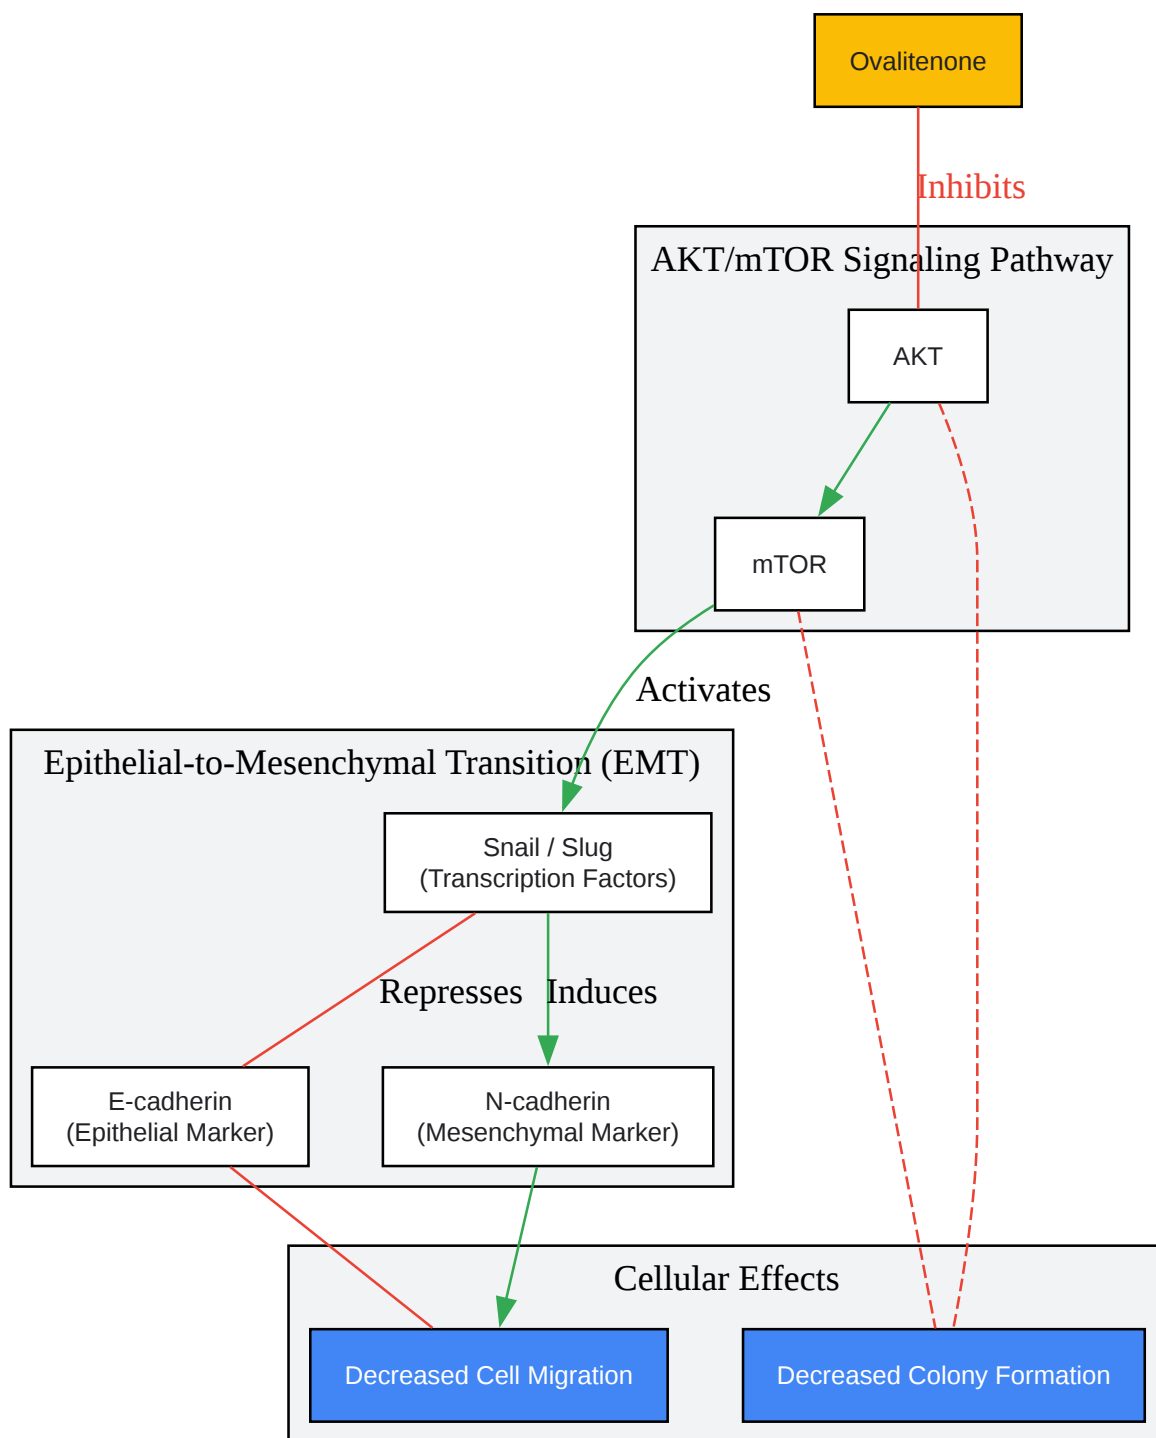 Ovalitenone
Inhibits
AKT/mTOR Signaling Pathway
AKT
mTOR
Activates
Epithelial-to-Mesenchymal Transition (EMT)
Snail / Slug
(Transcription Factors)
Represses
Induces
E-cadherin
(Epithelial Marker)
N-cadherin
(Mesenchymal Marker)
Cellular Effects
Decreased Cell Migration
Decreased Colony Formation